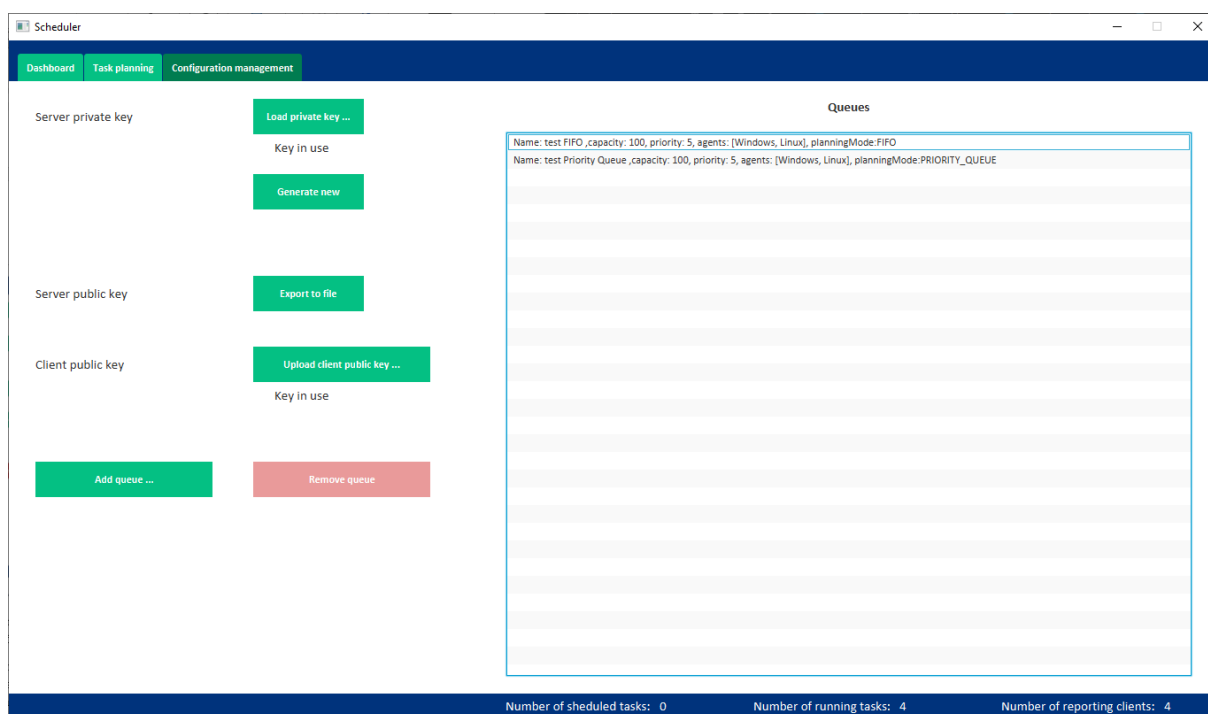 Scheduler
Dashboard Task planning Configuration management
Server private key
Load private key ...
Key in use
Generate new
Server public key
Export to file
Client public key
Upload client public key ...
Key in use
Add queue ...
Remove queue
Queues
Name: test FIFO ,capacity: 100, priority: 5, agents: [Windows, Linux], planningMode:FIFO
Name: test Priority Queue ,capacity: 100, priority: 5, agents: [Windows, Linux], planningMode:PRIORITY_QUEUE
Number of sheduled tasks: 0 Number of running tasks: 4 Number of reporting clients: 4